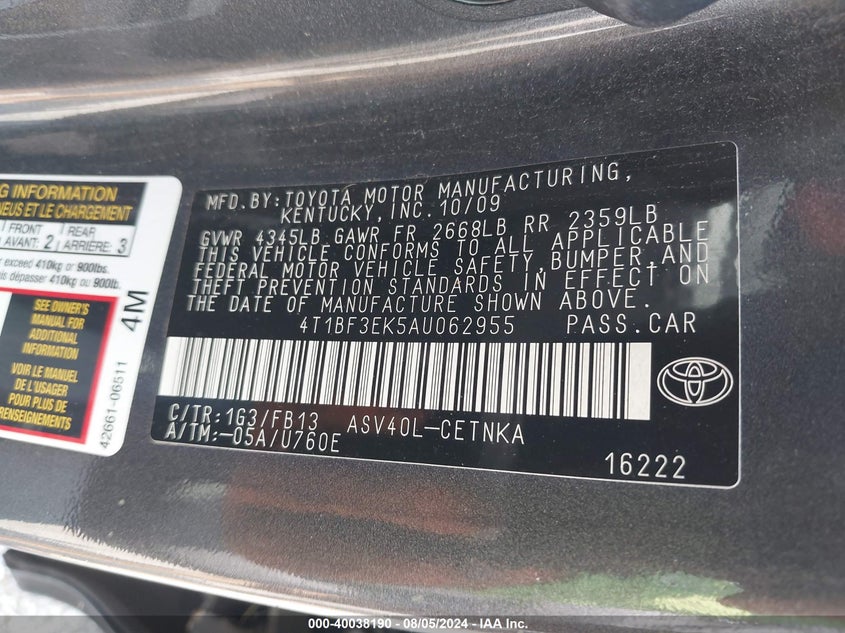 G INFORMATION
NEUS ET LE CHARGEMENT
FRONT
AVANT: 2
REAR
ARRIÈRE: 3
exceed 410kg or 900lbs.
dépasser 410kg ou 900lb.
SEE OWNER'S
MANUAL FOR
ADDITIONAL
INFORMATION
VOIR LE MANUEL
DE L'USAGER
POUR PLUS DE
RENSEIGNEMENTS
4M
42661-06511
MFD.BY:TOYOTA MOTOR MANUFACTURING,
KENTUCKY, INC.10/09
GVWR 4345LB GAWR FR 2668LB RR 2359LB
THIS VEHICLE CONFORMS TO ALL APPLICABLE
FEDERAL MOTOR VEHICLE SAFETY,BUMPER,AND
THEFT PREVENTION STANDARDS IN EFFECT ON
THE DATE OF MANUFACTURE SHOWN ABOVE.
4T1BF3EK5AU062955 PASS.CAR
C/TR:1G3/FB13 ASV40L-CETNKA
A/TM:-05A/U760E
16222
000-40038190 - 08/05/2024 - IAA Inc.